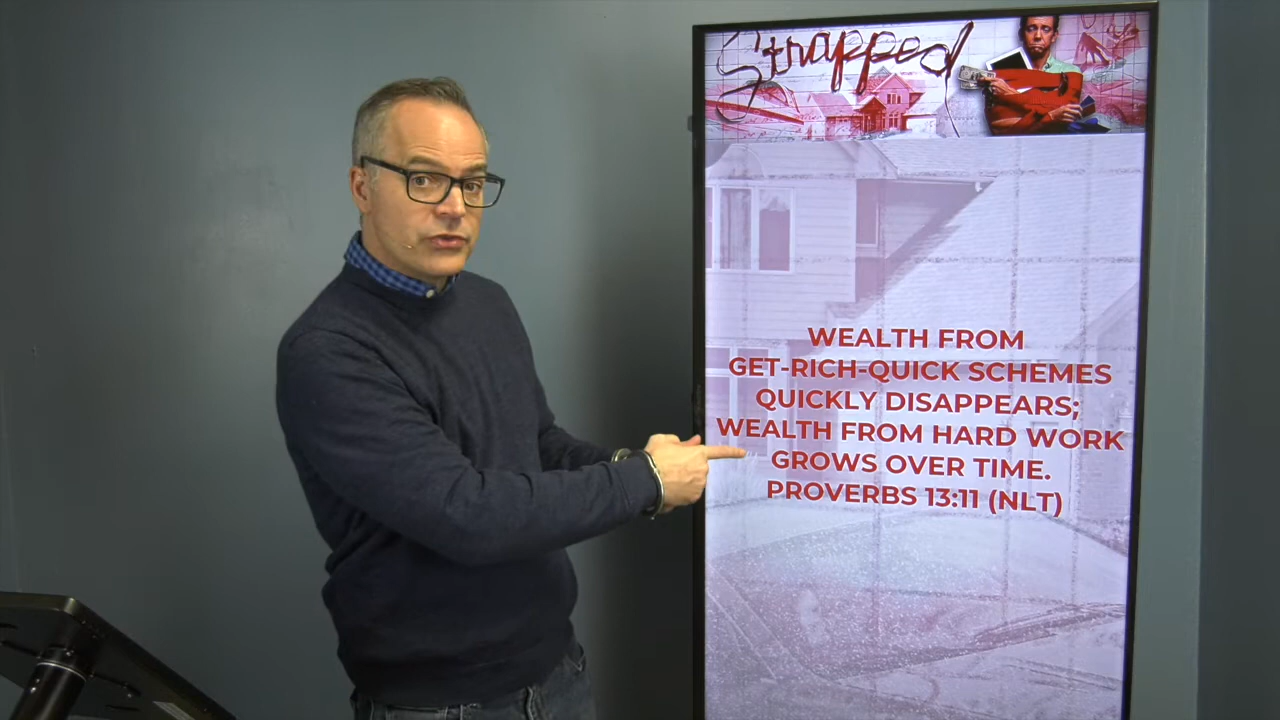 Strapped
WEALTH FROM
GET-RICH-QUICK SCHEMES
QUICKLY DISAPPEARS;
WEALTH FROM HARD WORK
GROWS OVER TIME.
PROVERBS 13:11 (NLT)